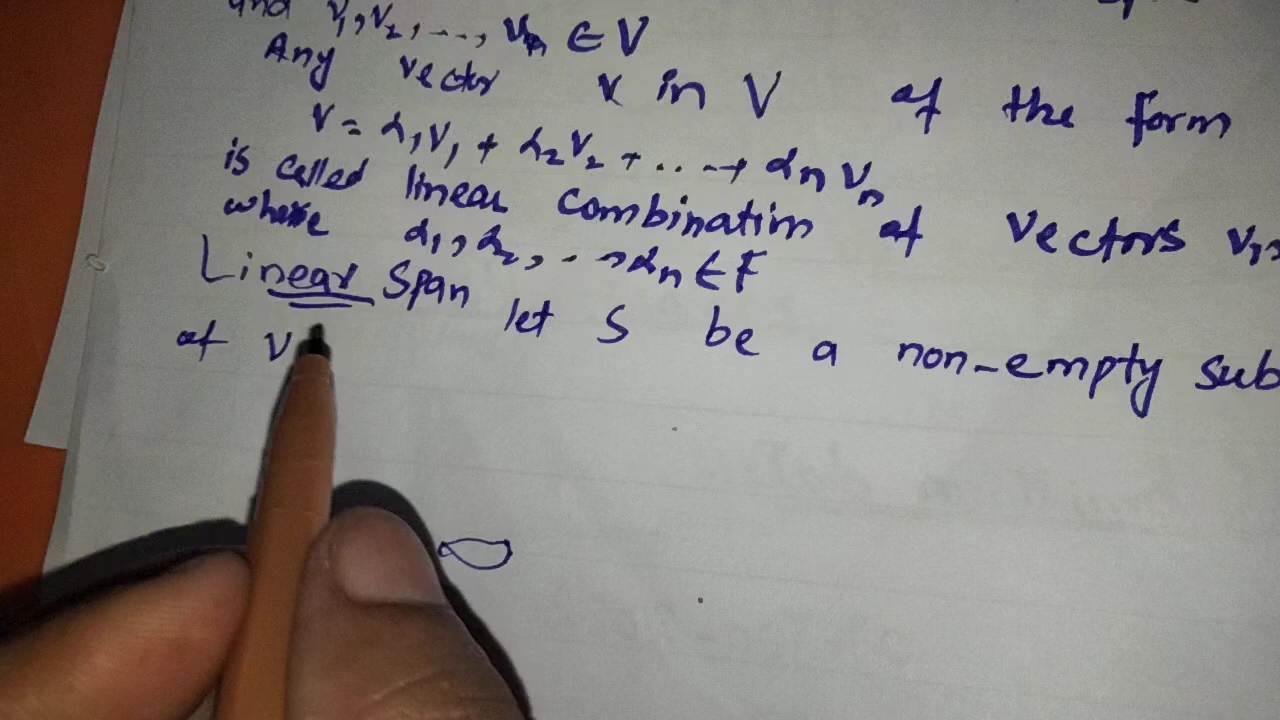 and v₁, v₂, ..., vₙ ∈ V
Any vector v in V of the form
v = α₁v₁ + α₂v₂ + ... + αₙvₙ
is called linear combination of vectors v₁,
where α₁, α₂, ..., αₙ ∈ F
Linear Span let S be a non-empty sub
of V